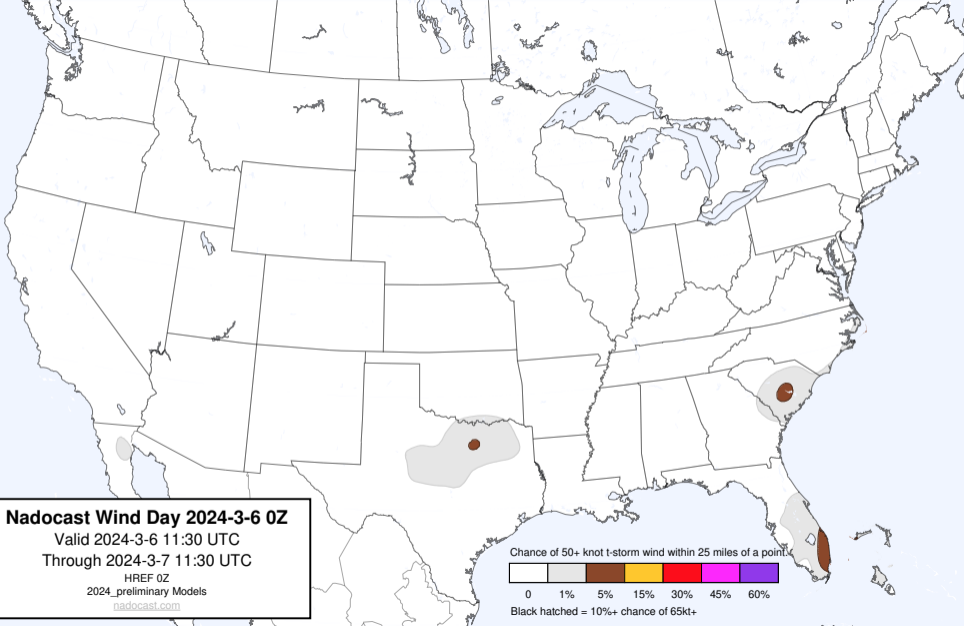 Nadocast Wind Day 2024-3-6 0Z
Valid 2024-3-6 11:30 UTC
Through 2024-3-7 11:30 UTC
HREF 0Z
2024_preliminary Models
nadocast.com
Chance of 50+ knot t-storm wind within 25 miles of a point.
0 1% 5% 15% 30% 45% 60%
Black hatched = 10%+ chance of 65kt+